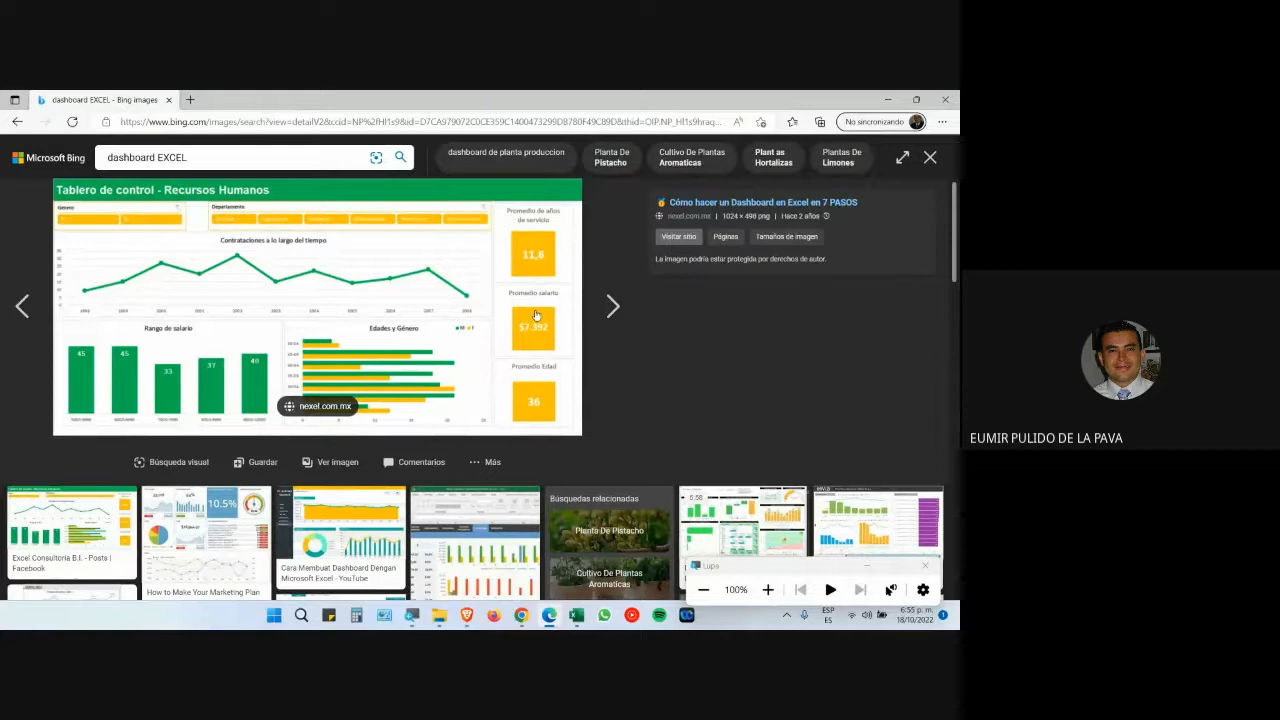 dashboard EXCEL - Bing images
https://www.bing.com/images/search?view=detailV2&ccid=NP%2fHl1s9&id=D7CA979072C0CE359C1400473299D8780F49C89D&thid=OIP.NP_Hl1s9hraq...
No sincronizando
Microsoft Bing
dashboard EXCEL
dashboard de planta produccion
Planta De Pistacho
Cultivo De Plantas Aromaticas
Plant as Hortalizas
Plantas De Limones
Tablero de control - Recursos Humanos
Genero
Departamento
Promedio de años de servicio
11,6
Contrataciones a lo largo del tiempo
Promedio salario
$7.392
Rango de salario
45
45
33
37
40
Edades y Género
M F
Promedio Edad
36
nexel.com.mx
Cómo hacer un Dashboard en Excel en 7 PASOS
nexel.com.mx | 1024 × 498 png | Hace 2 años
Visitar sitio
Páginas
Tamaños de imagen
La imagen podría estar protegida por derechos de autor.
Búsqueda visual
Guardar
Ver imagen
Comentarios
Más
Excel Consultoria B.I. - Posts |
Facebook
10.5%
How to Make Your Marketing Plan
Cara Membuat Dashboard Dengan
Microsoft Excel - YouTube
Búsquedas relacionadas
Planta De Pistacho
Cultivo De Plantas
Aromaticas
5:58
Lupa
100%
ESP
ES
6:55 p. m.
18/10/2022
EUMIR PULIDO DE LA PAVA